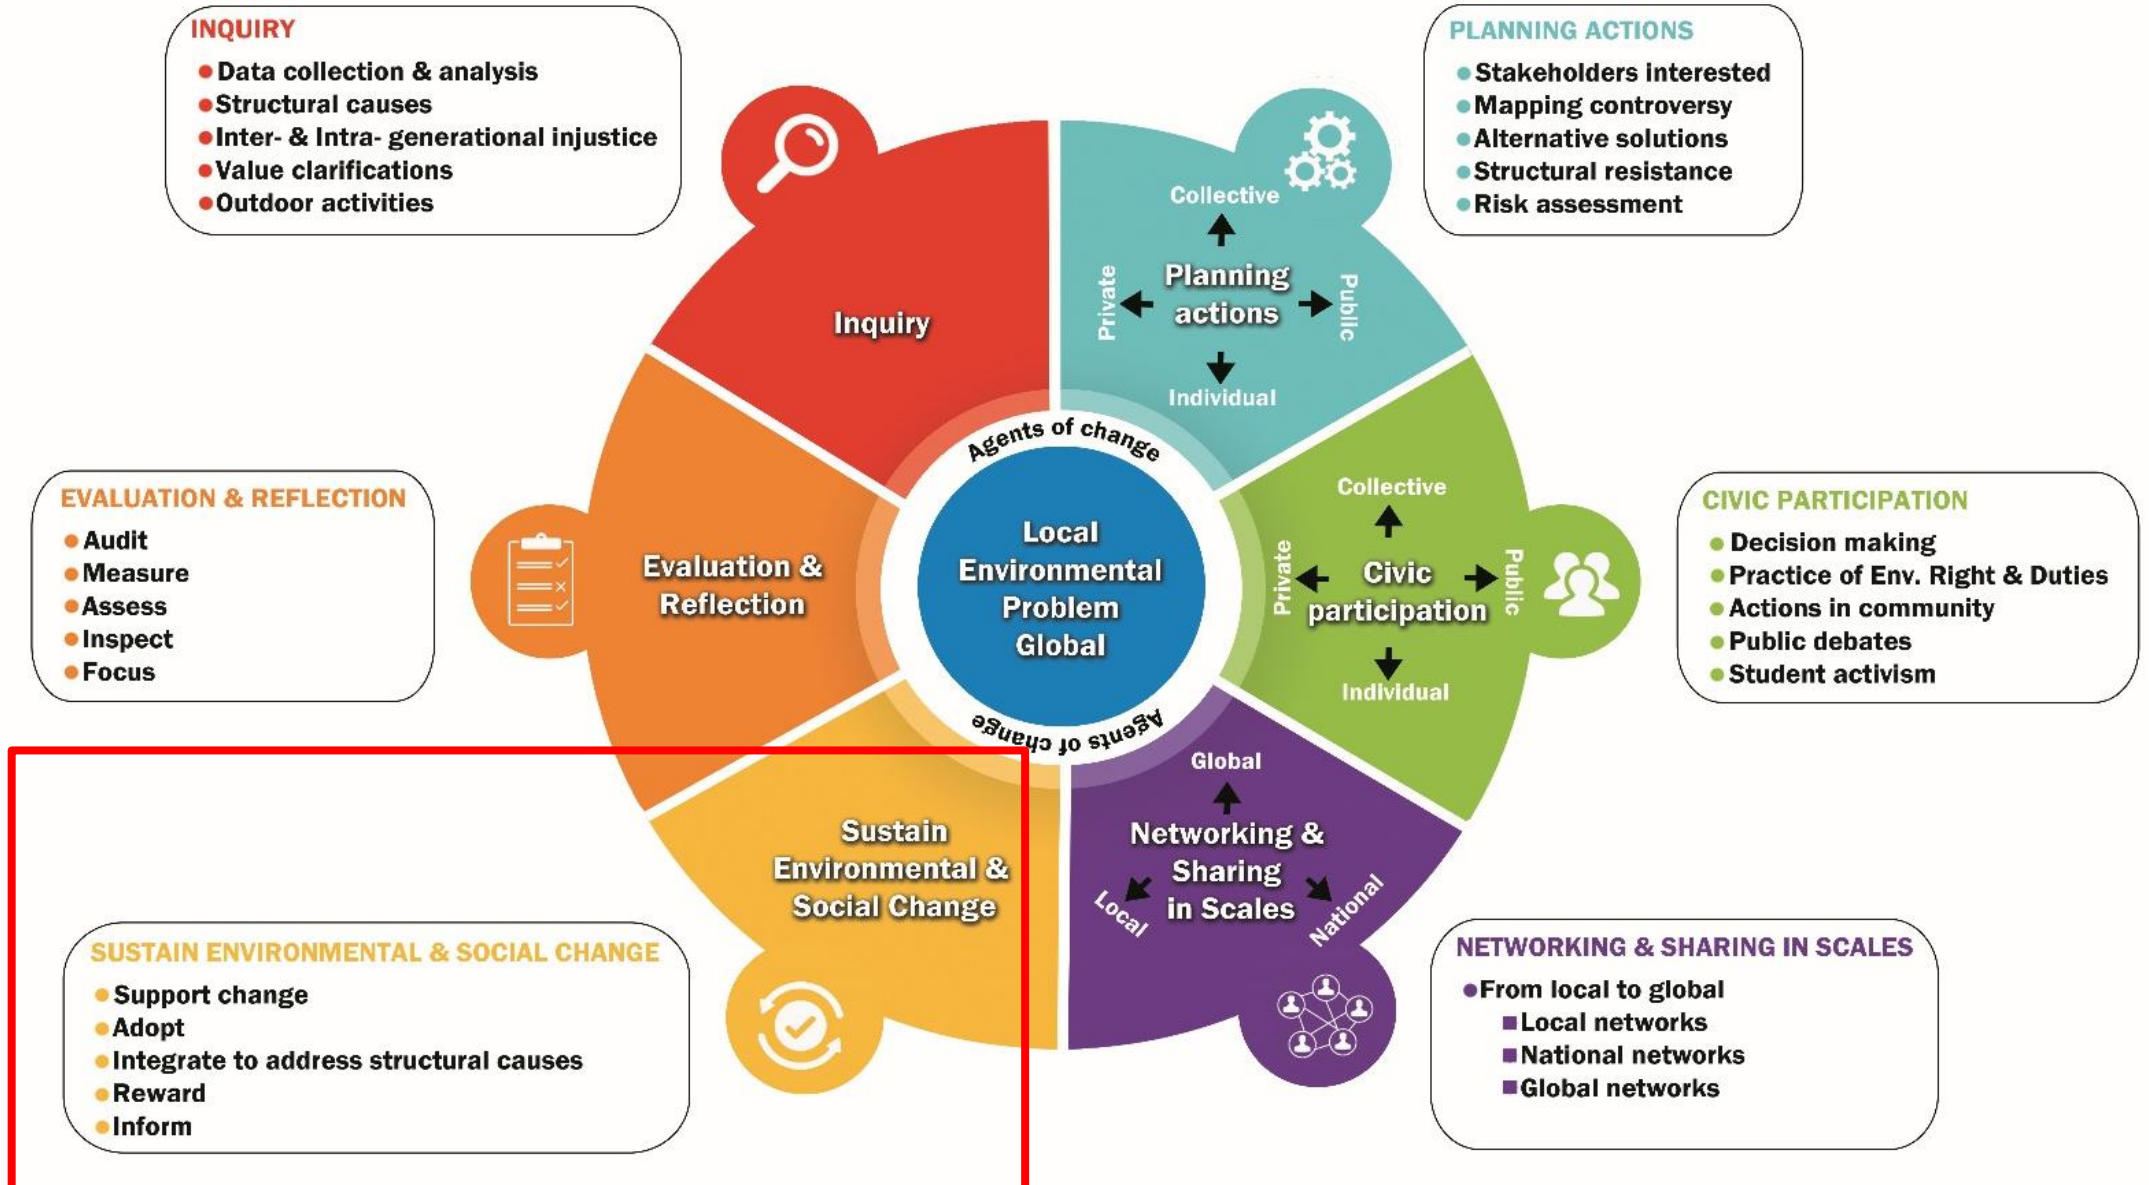 INQUIRY
Data collection & analysis
Structural causes
Inter- & Intra- generational injustice
Value clarifications
Outdoor activities
PLANNING ACTIONS
Stakeholders interested
Mapping controversy
Alternative solutions
Structural resistance
Risk assessment
Inquiry
Collective
Private
Planning
actions
Public
Individual
Agents of change
EVALUATION & REFLECTION
Audit
Measure
Assess
Inspect
Focus
Evaluation &
Reflection
Local
Environmental
Problem
Global
Collective
Private
Civic
participation
Public
Individual
CIVIC PARTICIPATION
Decision making
Practice of Env. Right & Duties
Actions in community
Public debates
Student activism
Agents of change
Sustain
Environmental &
Social Change
Global
Networking &
Sharing
in Scales
Local
National
SUSTAIN ENVIRONMENTAL & SOCIAL CHANGE
Support change
Adopt
Integrate to address structural causes
Reward
Inform
NETWORKING & SHARING IN SCALES
From local to global
Local networks
National networks
Global networks